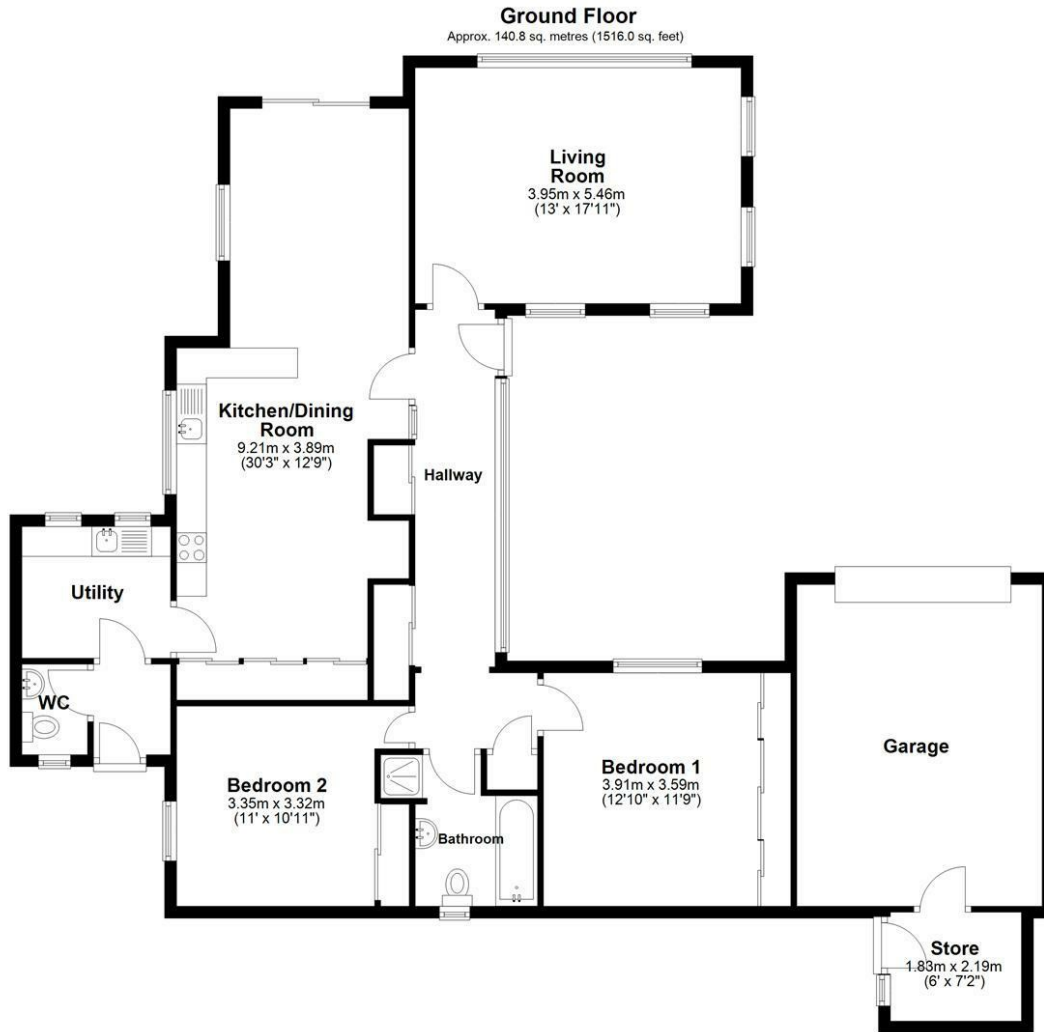 Ground Floor
Approx. 140.8 sq. metres (1516.0 sq. feet)
Living
Room
3.95m x 5.46m
(13' x 17'11")
Kitchen/Dining
Room
9.21m x 3.89m
(30'3" x 12'9")
Hallway
Utility
WC
Bedroom 2
3.35m x 3.32m
(11' x 10'11")
Bathroom
Bedroom 1
3.91m x 3.59m
(12'10" x 11'9")
Garage
Store
1.83m x 2.19m
(6' x 7'2")